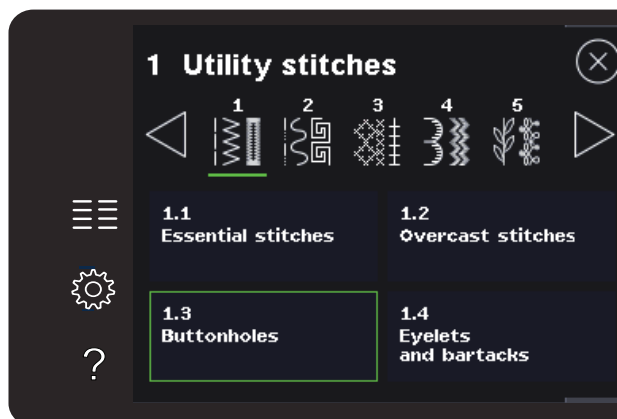 1 Utility stitches
1 2 3 4 5
1.1
Essential stitches
1.2
Overcast stitches
1.3
Buttonholes
1.4
Eyelets
and bartacks
?